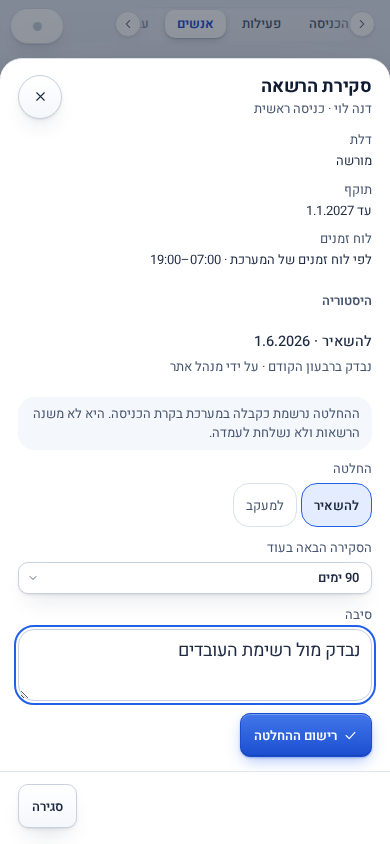 הכניסה
פעילות
אנשים
סקירת הרשאה
דנה לוי · כניסה ראשית
דלת
מורשה
תוקף
עד 1.1.2027
לוח זמנים
לפי לוח זמנים של המערכת · 07:00–19:00
היסטוריה
להשאיר · 1.6.2026
נבדק ברבעון הקודם · על ידי מנהל אתר
ההחלטה נרשמת כקבלה במערכת בקרת הכניסה. היא לא משנה
הרשאות ולא נשלחת לעמדה.
החלטה
להשאיר
למעקב
הסקירה הבאה בעוד
90 ימים
סיבה
נבדק מול רשימת העובדים
רישום ההחלטה
סגירה